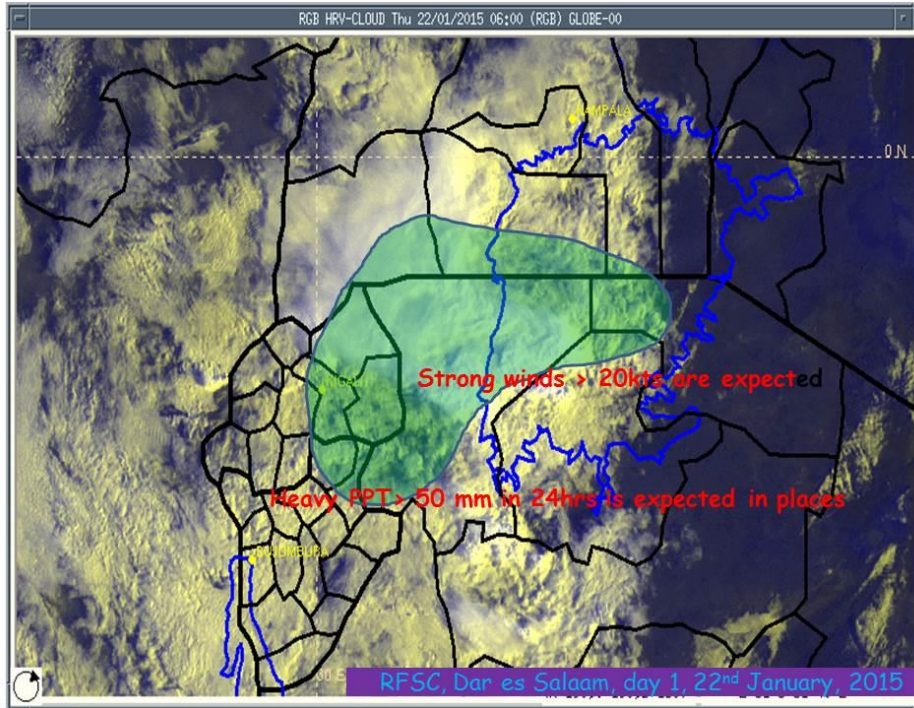 RGB HRV-CLOUD Thu 22/01/2015 06:00 (RGB) GLOBE-00
KAMPALA
0 N
KIGALI
Strong winds > 20kts are expected
Heavy PPT> 50 mm in 24hrs is expected in places
BUJUMBURA
00 E
RFSC, Dar es Salaam, day 1, 22nd January, 2015